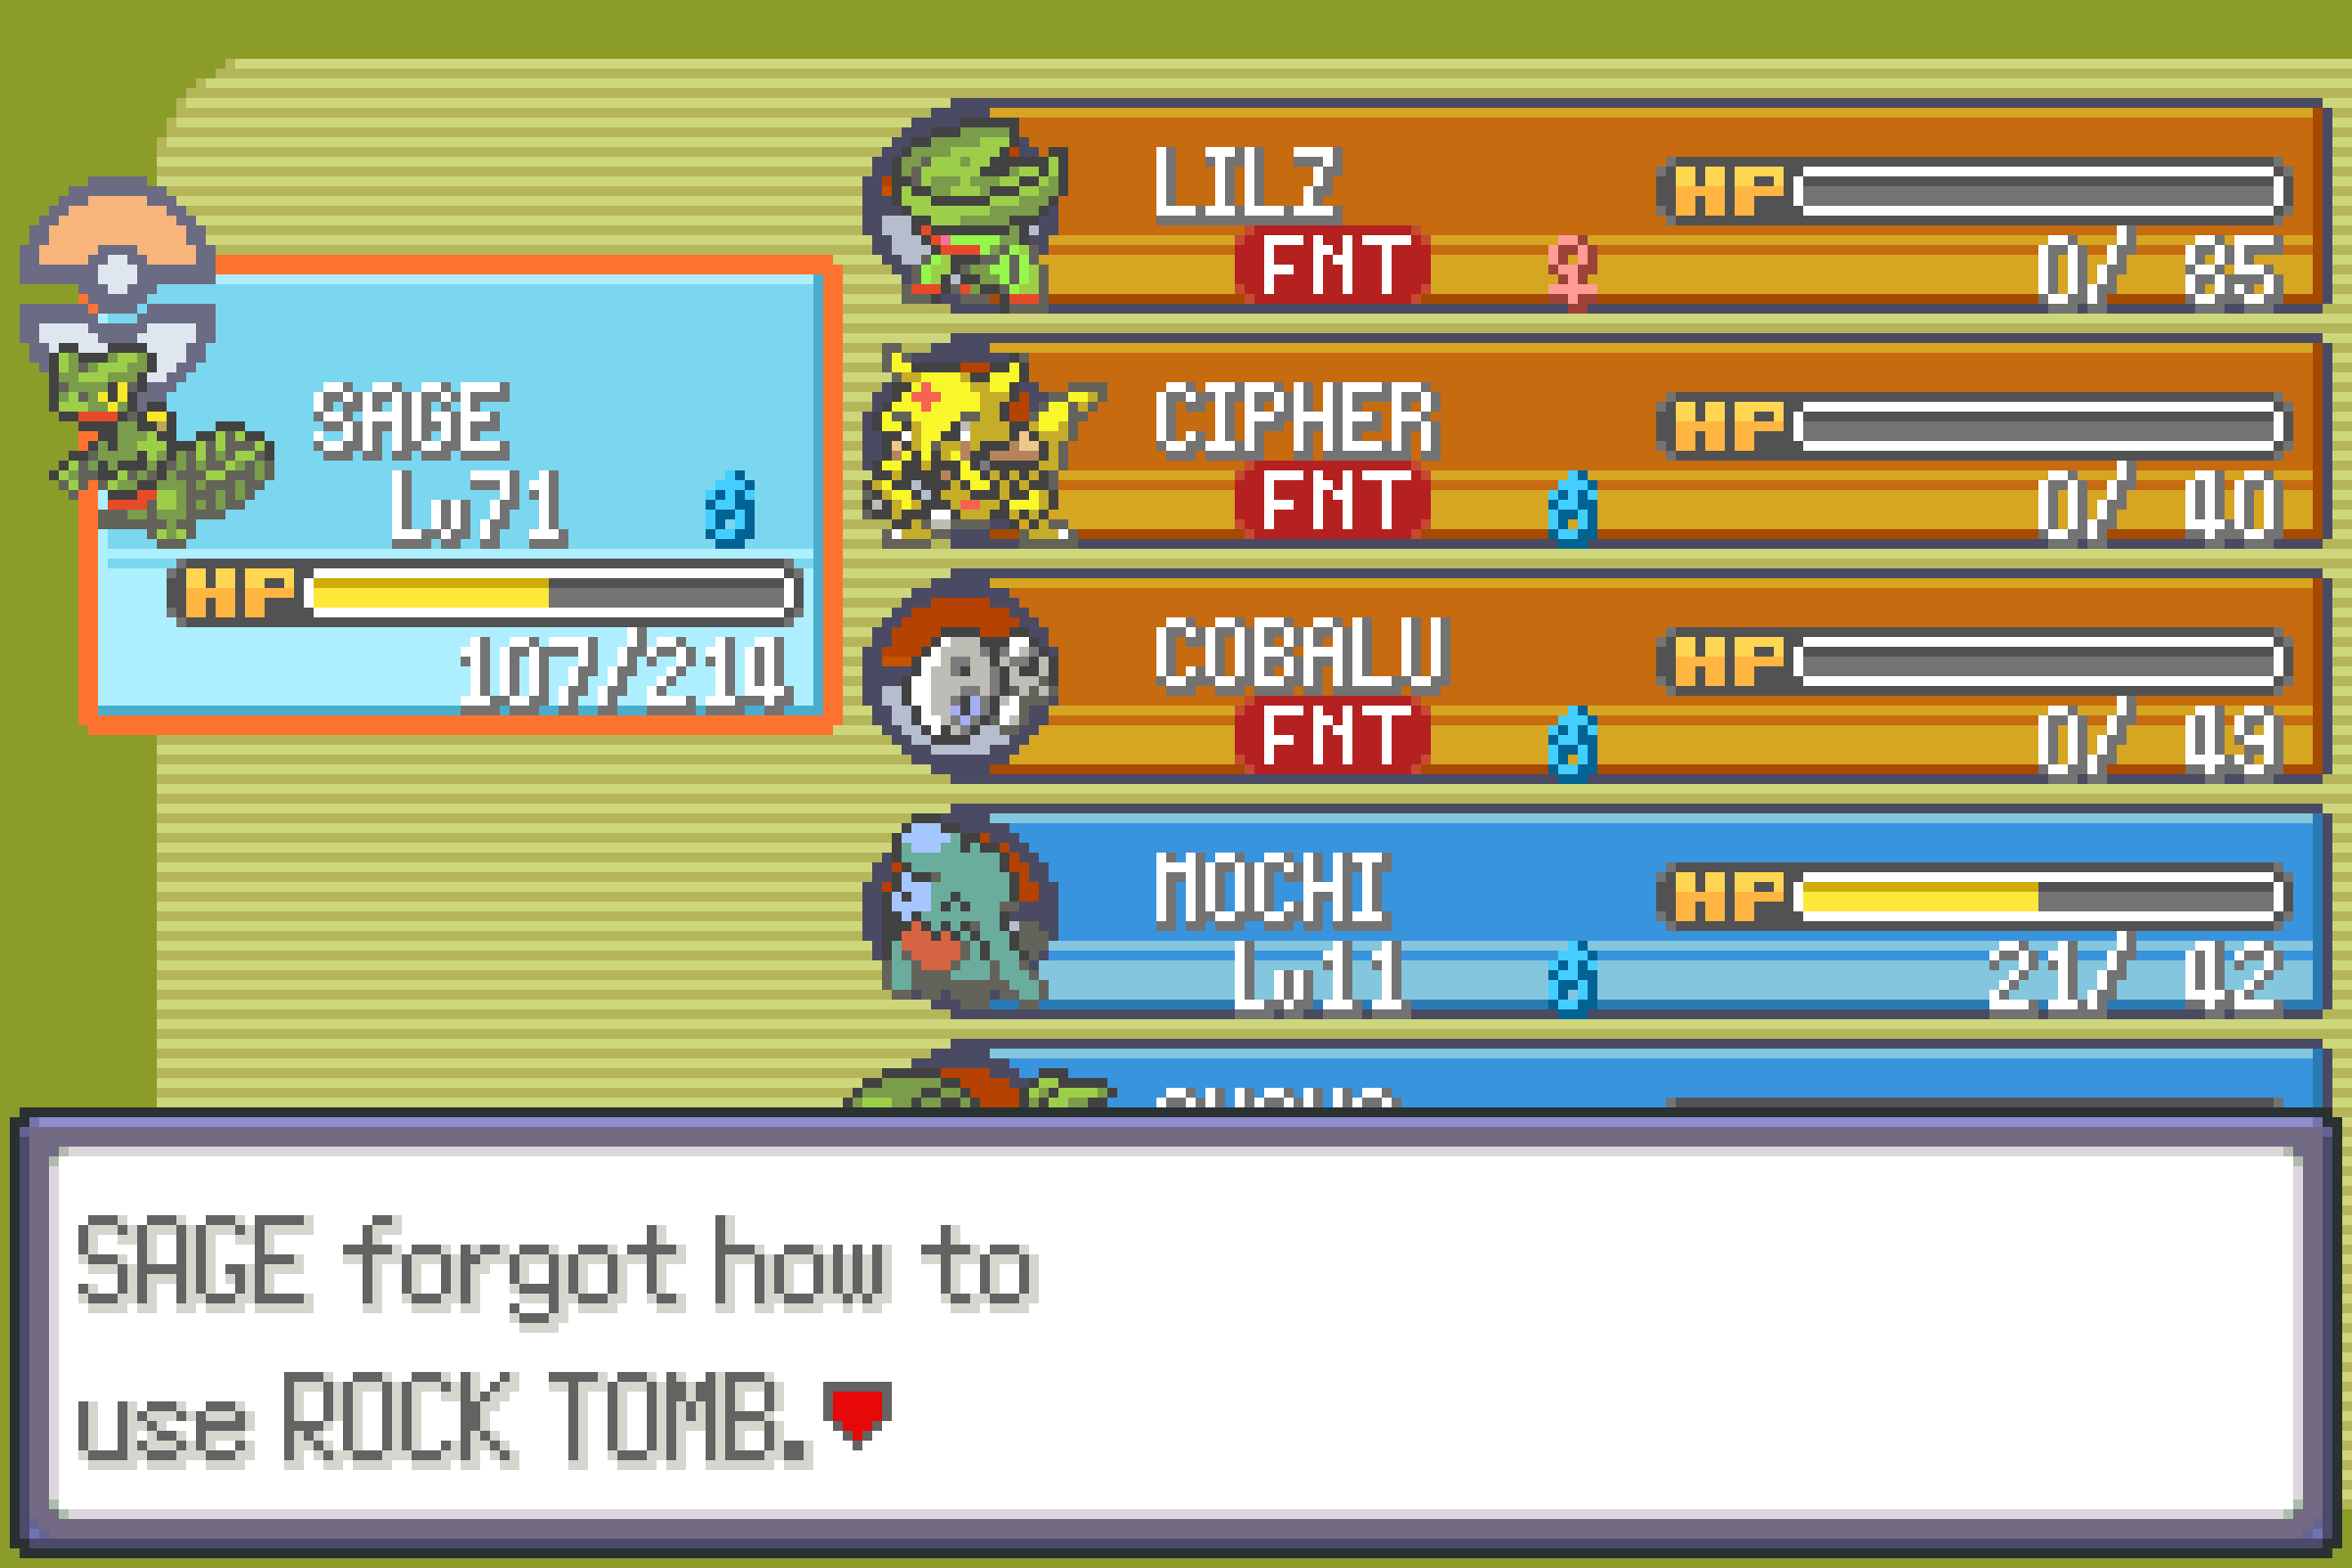 LILZ
HP
FNT ♀ 0/ 85
SAGE
Lv71 ♂
HP
107/214
CIPHER
HP
FNT ♂ 0/ 40
COBALU
HP
FNT ♂ 0/ 49
MOCHI
HP
Lv11 ♂ 21/ 42
SAGE forgot how to
use ROCK TOMB.